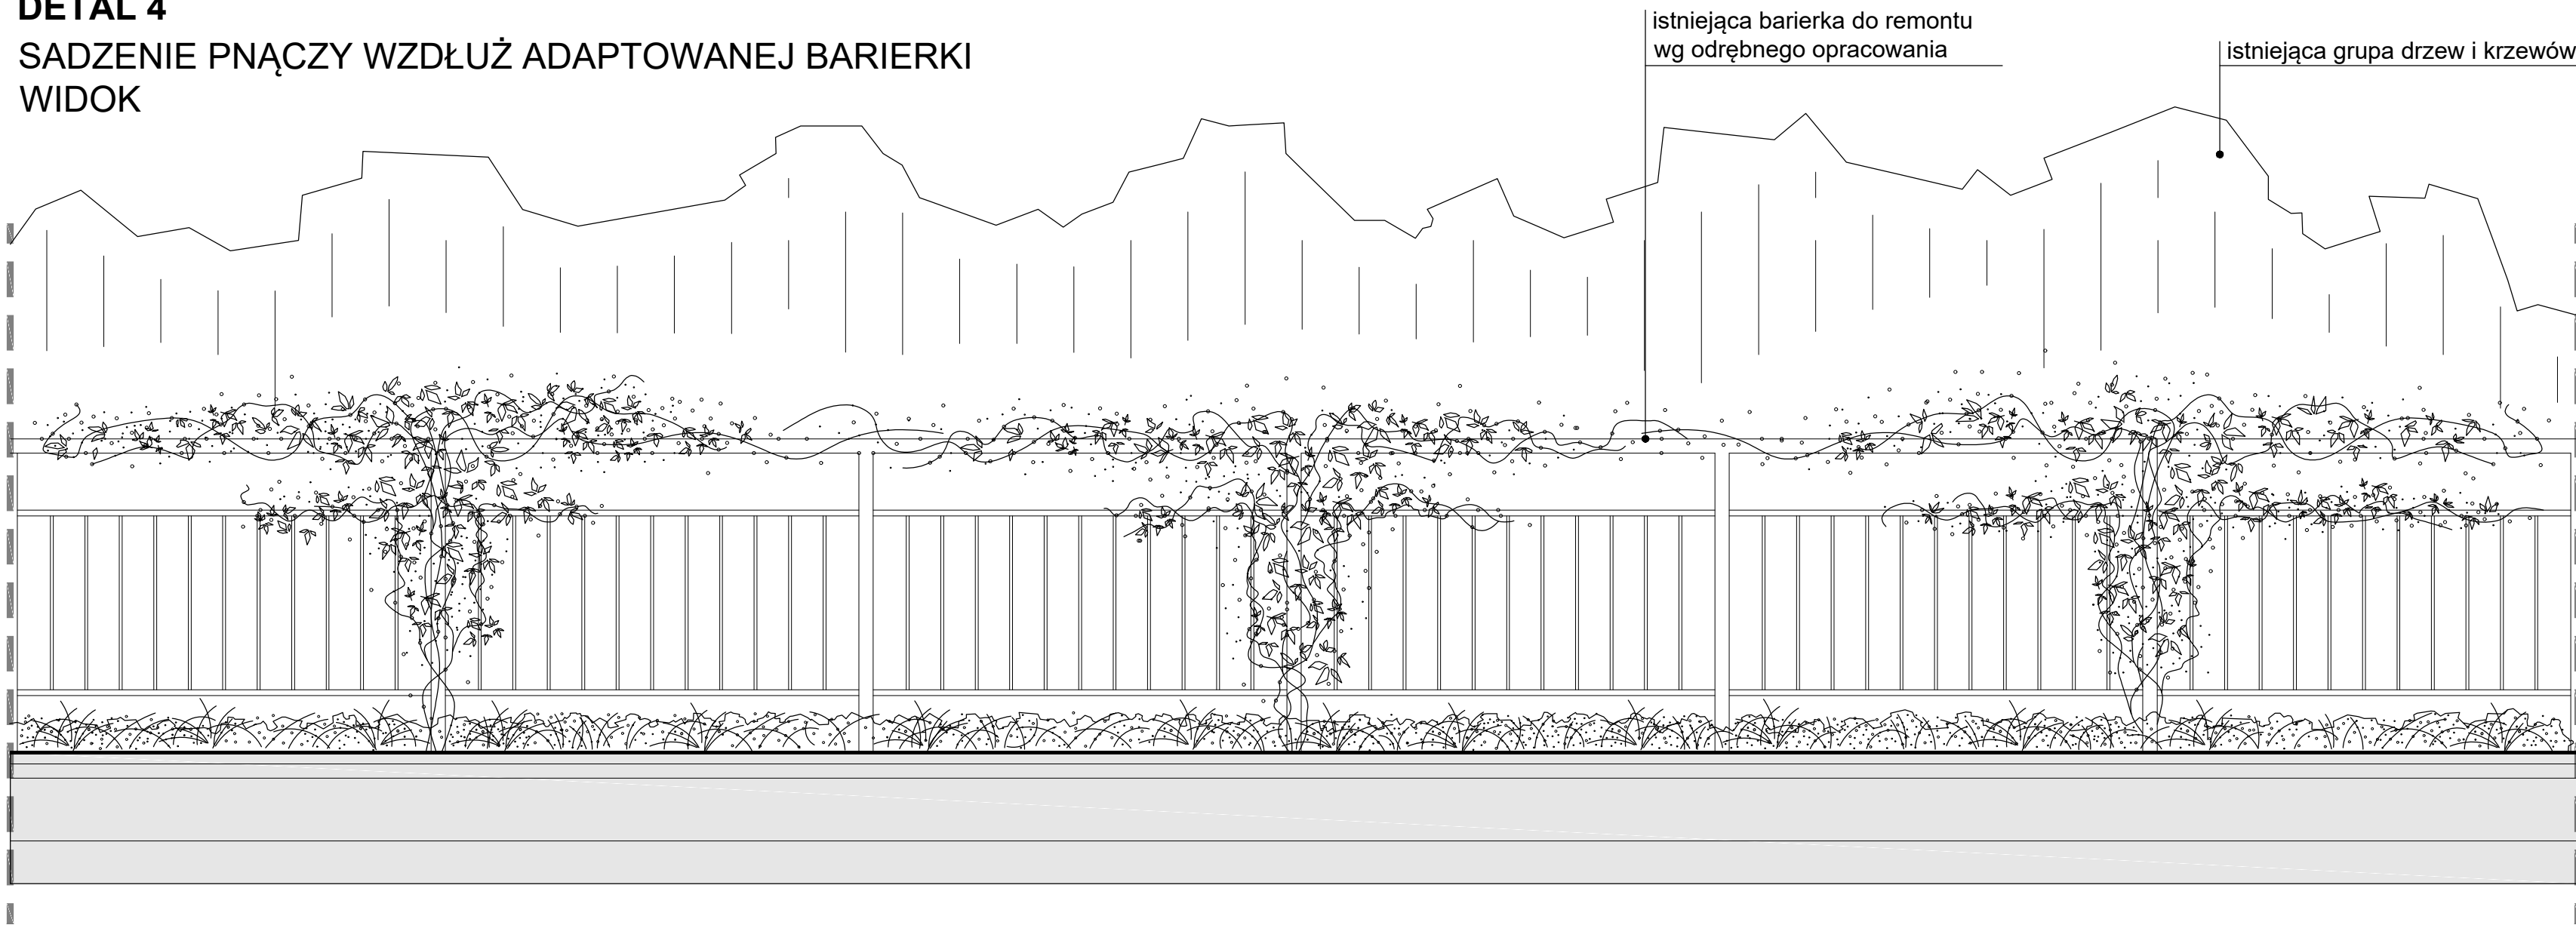 DETAL 4
SADZENIE PNĄCZY WZDŁUŻ ADAPTOWANEJ BARIERKI
WIDOK
istniejąca barierka do remontu
wg odrębnego opracowania
istniejąca grupa drzew i krzewów